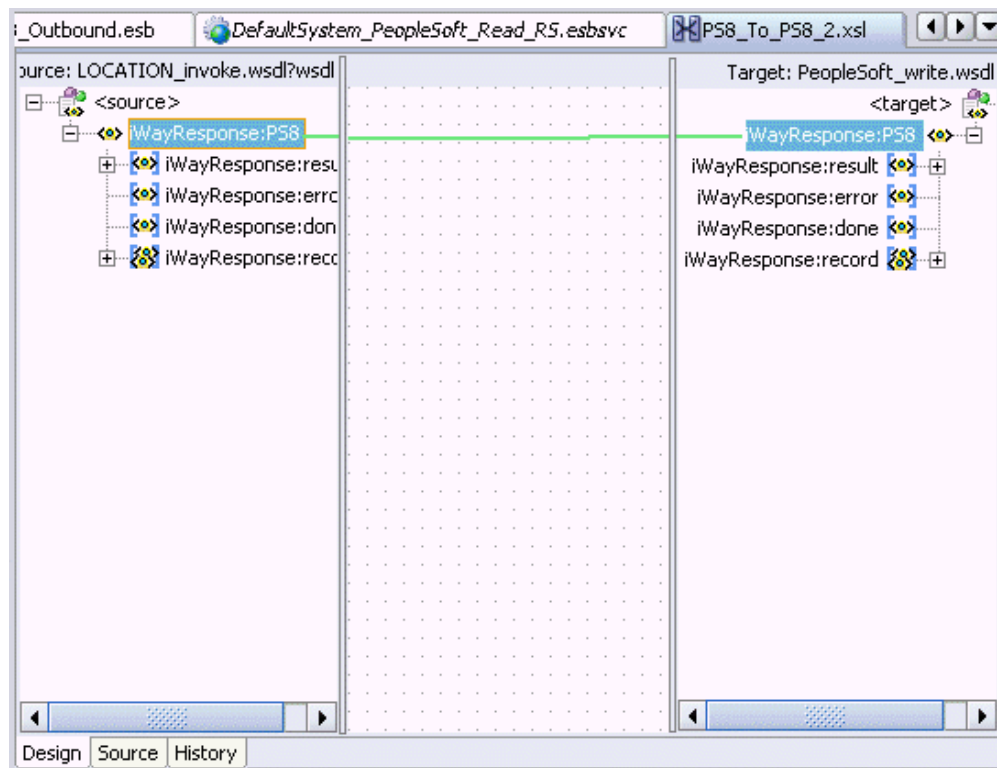 _Outbound.esb
DefaultSystem_PeopleSoft_Read_RS.esbsvc
PS8_To_PS8_2.xsl
ource: LOCATION_invoke.wsdl?wsdl
<source>
iWayResponse:PS8
iWayResponse:resu
iWayResponse:errc
iWayResponse:don
iWayResponse:recc
Target: PeopleSoft_write.wsdl
<target>
iWayResponse:PS8
iWayResponse:result
iWayResponse:error
iWayResponse:done
iWayResponse:record
Design Source History